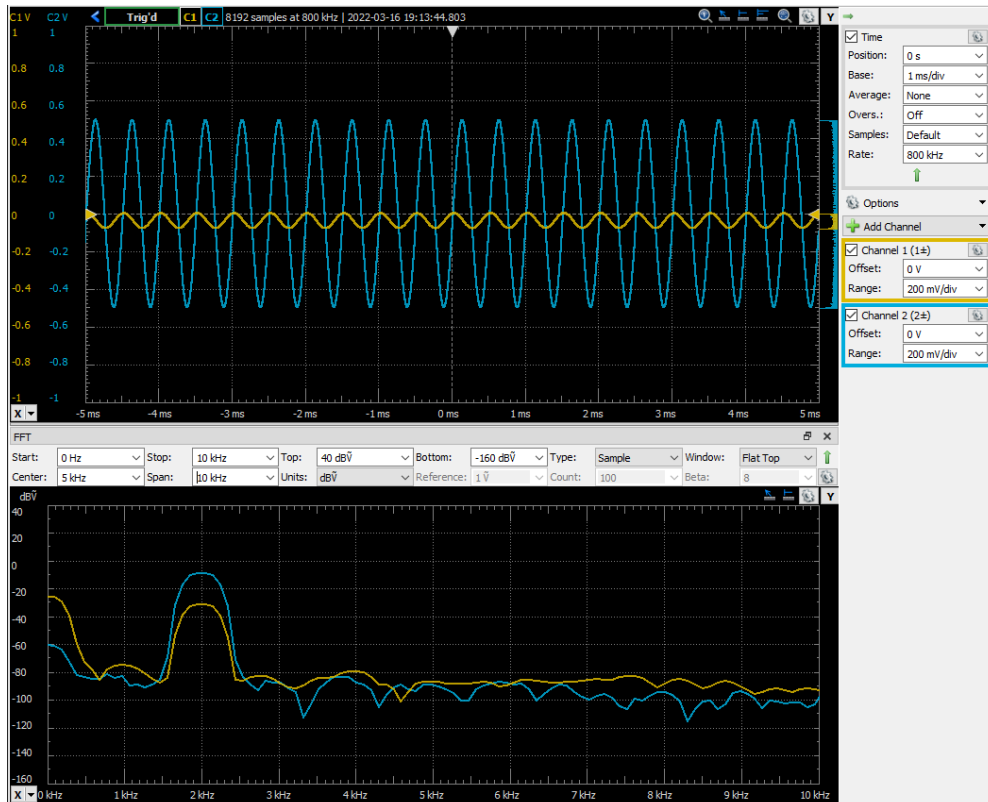 C1 V C2 V Trig'd C1 C2 8192 samples at 800 kHz | 2022-03-16 19:13:44.803 Y
1 1
0.8 0.8
0.6 0.6
0.4 0.4
0.2 0.2
0 0
-0.2 -0.2
-0.4 -0.4
-0.6 -0.6
-0.8 -0.8
-1 -1
X -5 ms -4 ms -3 ms -2 ms -1 ms 0 ms 1 ms 2 ms 3 ms 4 ms 5 ms
Time
Position: 0 s
Base: 1 ms/div
Average: None
Overs.: Off
Samples: Default
Rate: 800 kHz
Options
Add Channel
Channel 1 (1±)
Offset: 0 V
Range: 200 mV/div
Channel 2 (2±)
Offset: 0 V
Range: 200 mV/div
FFT
Start: 0 Hz Stop: 10 kHz Top: 40 dBṼ Bottom: -160 dBṼ Type: Sample Window: Flat Top
Center: 5 kHz Span: 10 kHz Units: dBṼ Reference: 1 Ṽ Count: 100 Beta: 8
dBṼ Y
40
20
0
-20
-40
-60
-80
-100
-120
-140
-160
X 0 kHz 1 kHz 2 kHz 3 kHz 4 kHz 5 kHz 6 kHz 7 kHz 8 kHz 9 kHz 10 kHz